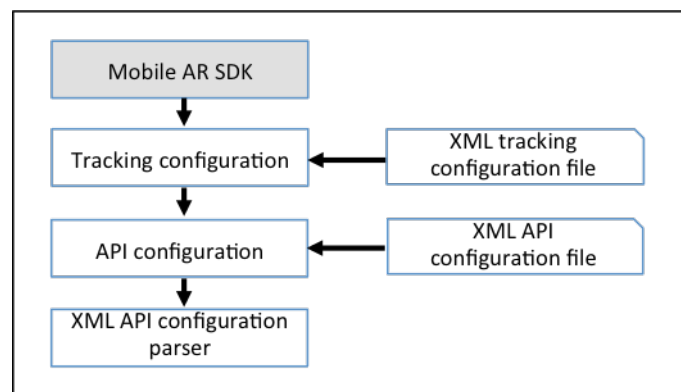 Mobile AR SDK
Tracking configuration
XML tracking
configuration file
API configuration
XML API
configuration file
XML API configuration
parser